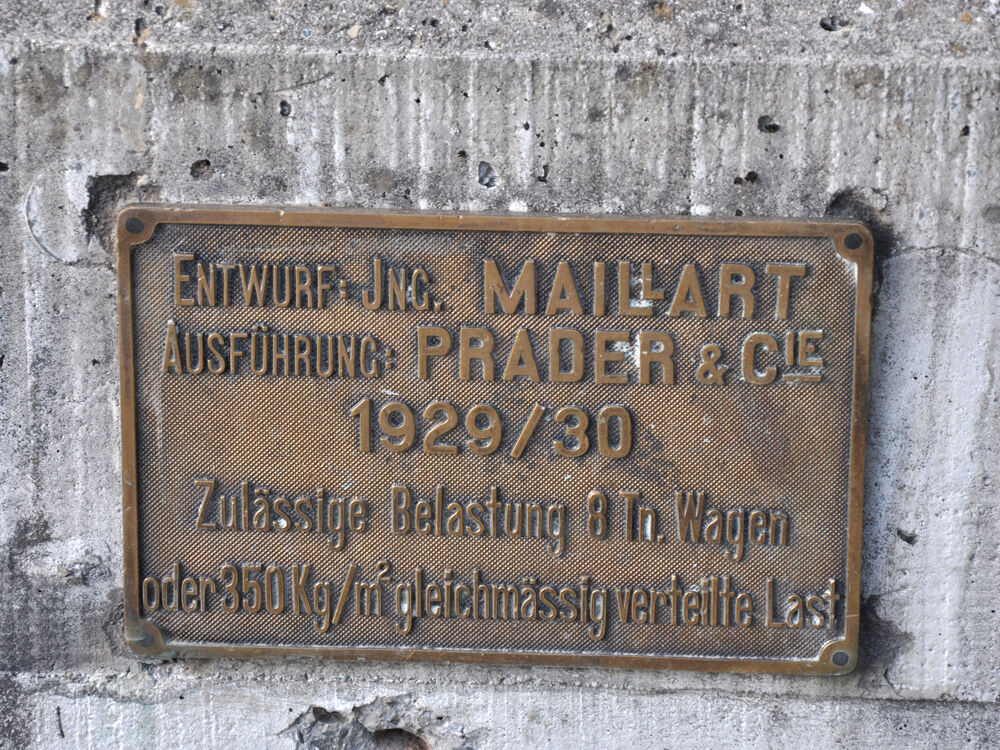 ENTWURF: JNG. MAILLART
AUSFÜHRUNG: PRADER & CIE
1929/30
Zulässige Belastung 8 Tn. Wagen
oder 350 Kg/m² gleichmässig verteilte Last